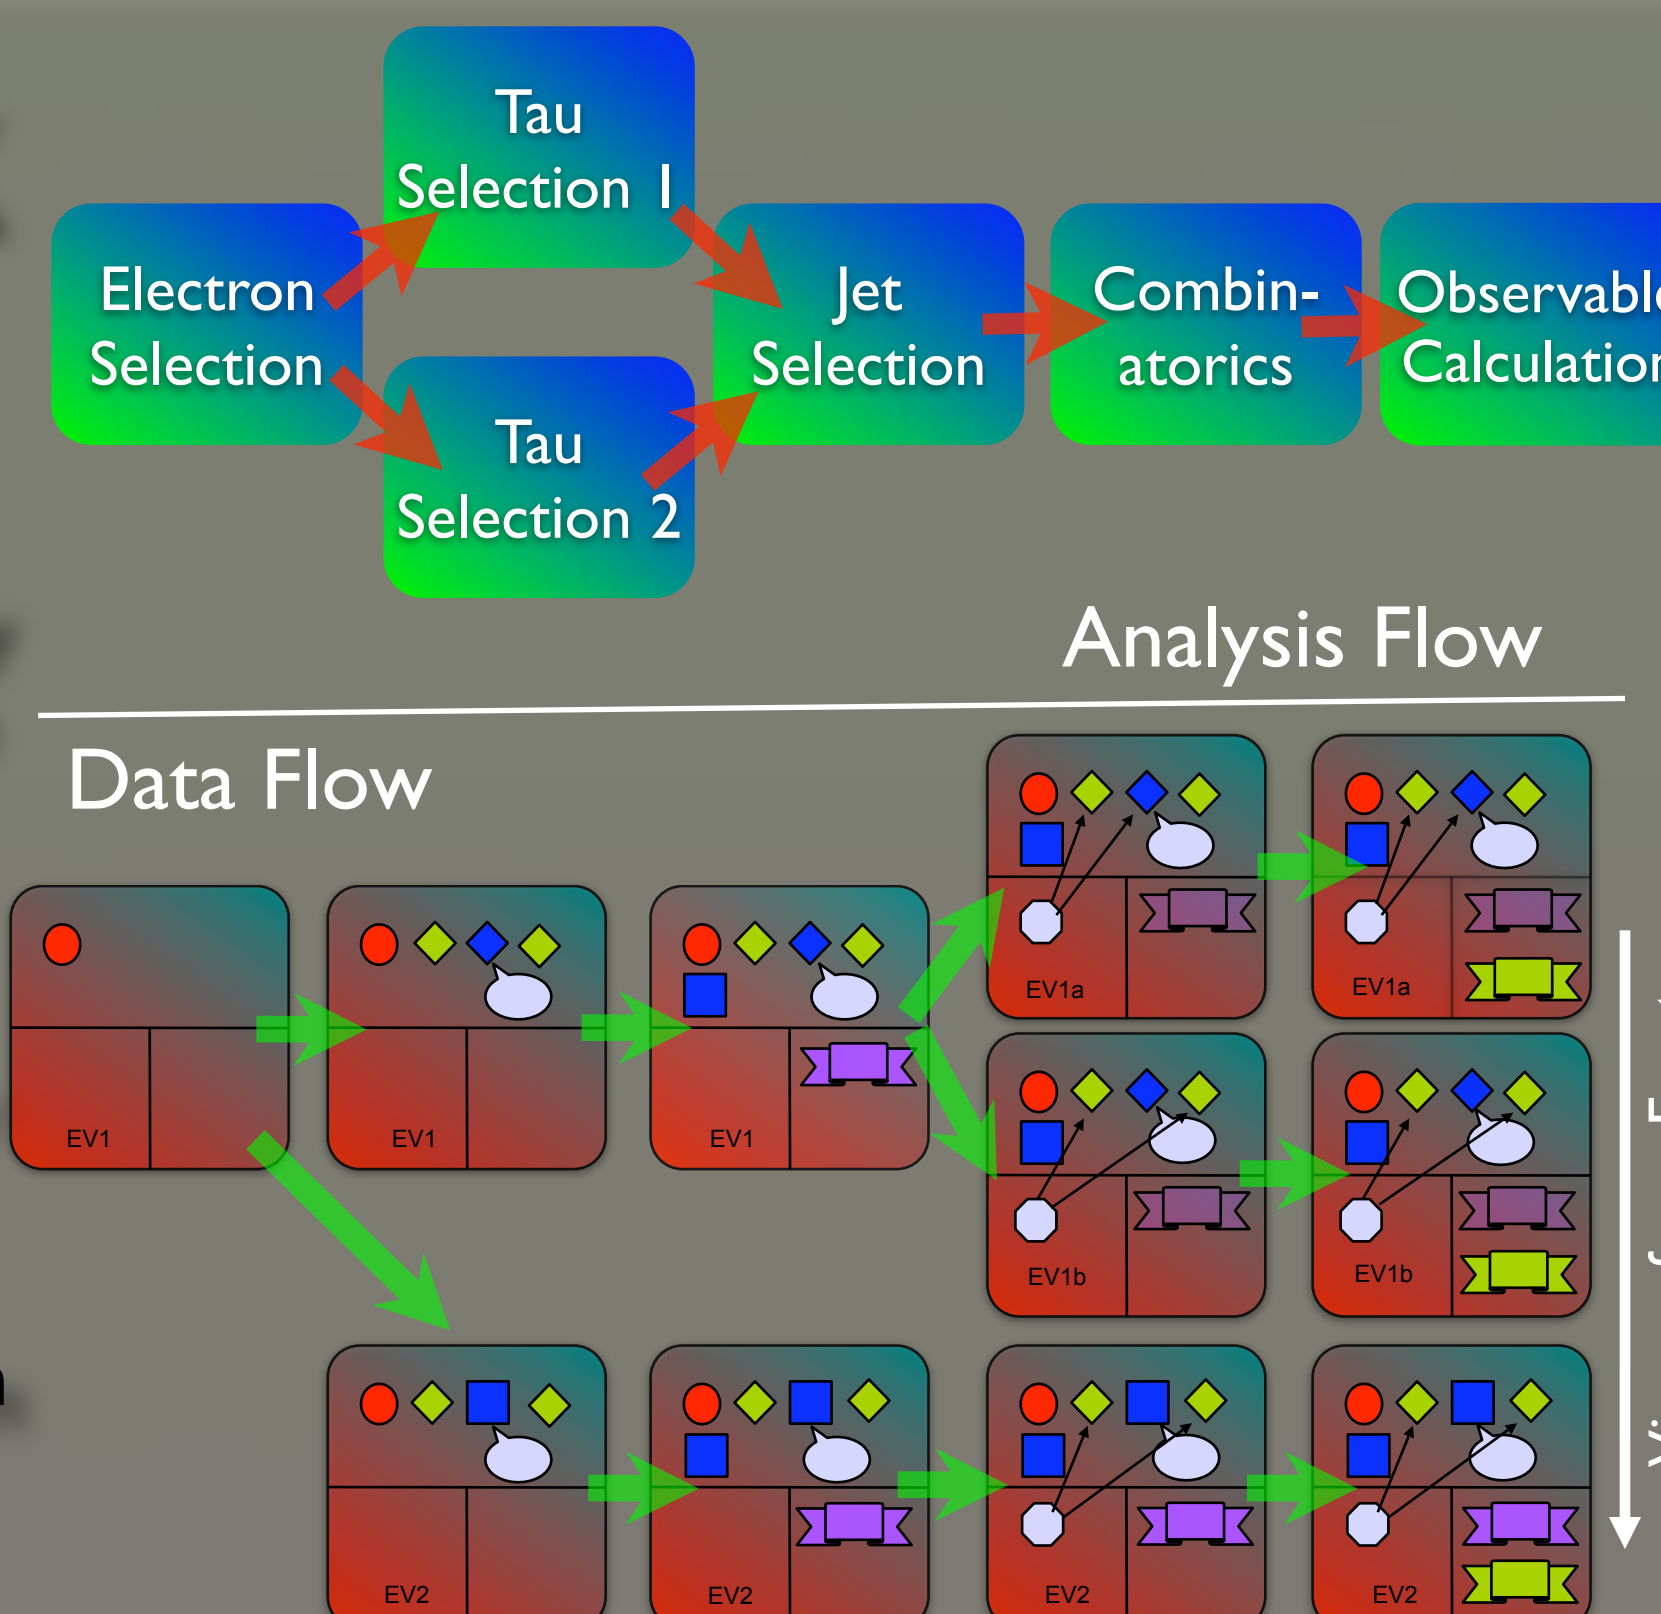 Tau
Selection 1
Electron
Selection
Jet
Selection
Combin-
atorics
Tau
Selection 2
Analysis Flow
Data Flow
EV1a
EV1a
EV1
EV1
EV1
EV1b
EV1b
EV2
EV2
EV2
EV2